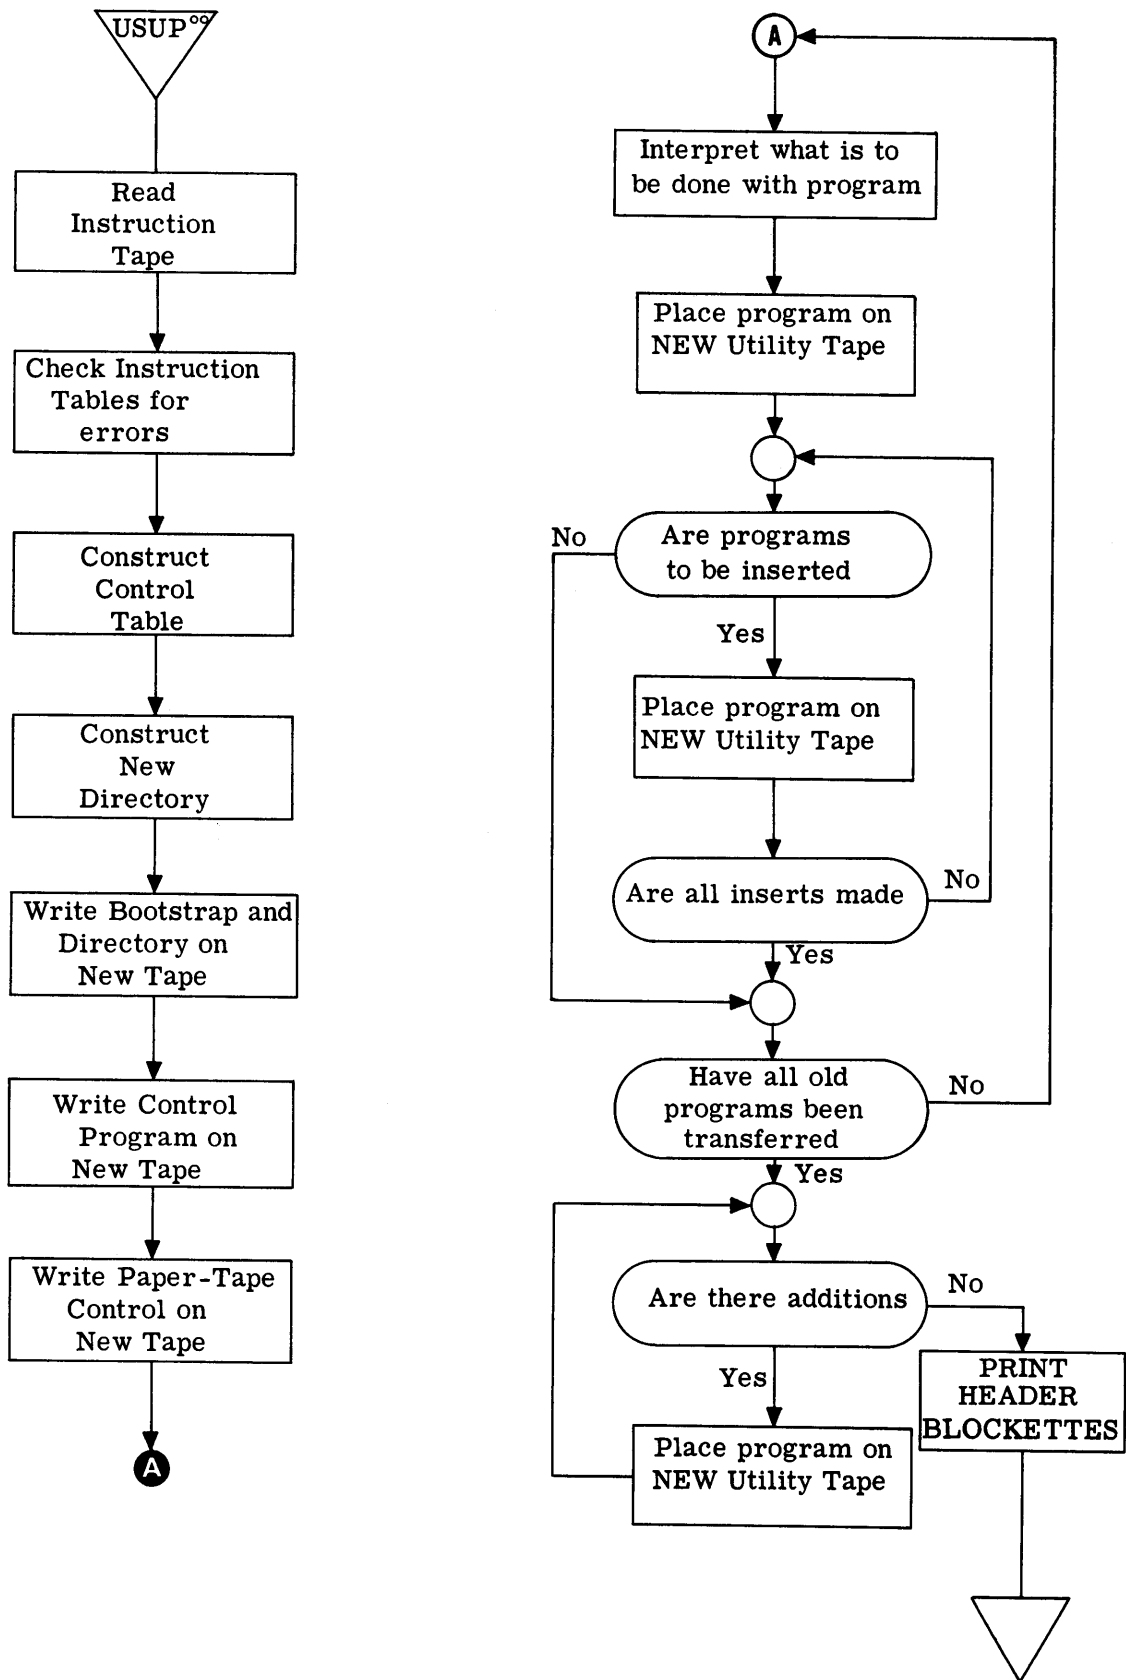 USUP°°
Read
Instruction
Tape
Check Instruction
Tables for
errors
Construct
Control
Table
Construct
New
Directory
Write Bootstrap and
Directory on
New Tape
Write Control
Program on
New Tape
Write Paper-Tape
Control on
New Tape
A
A
Interpret what is to
be done with program
Place program on
NEW Utility Tape
No
Are programs
to be inserted
Yes
Place program on
NEW Utility Tape
Are all inserts made
No
Yes
Have all old
programs been
transferred
No
Yes
Are there additions
No
Yes
PRINT
HEADER
BLOCKETTES
Place program on
NEW Utility Tape